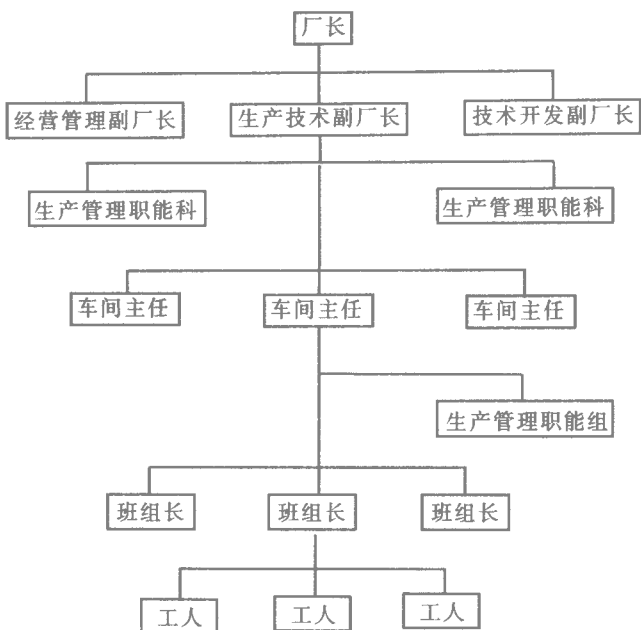 厂长
经营管理副厂长
生产技术副厂长
技术开发副厂长
生产管理职能科
生产管理职能科
车间主任
车间主任
车间主任
生产管理职能组
班组长
班组长
班组长
工人
工人
工人